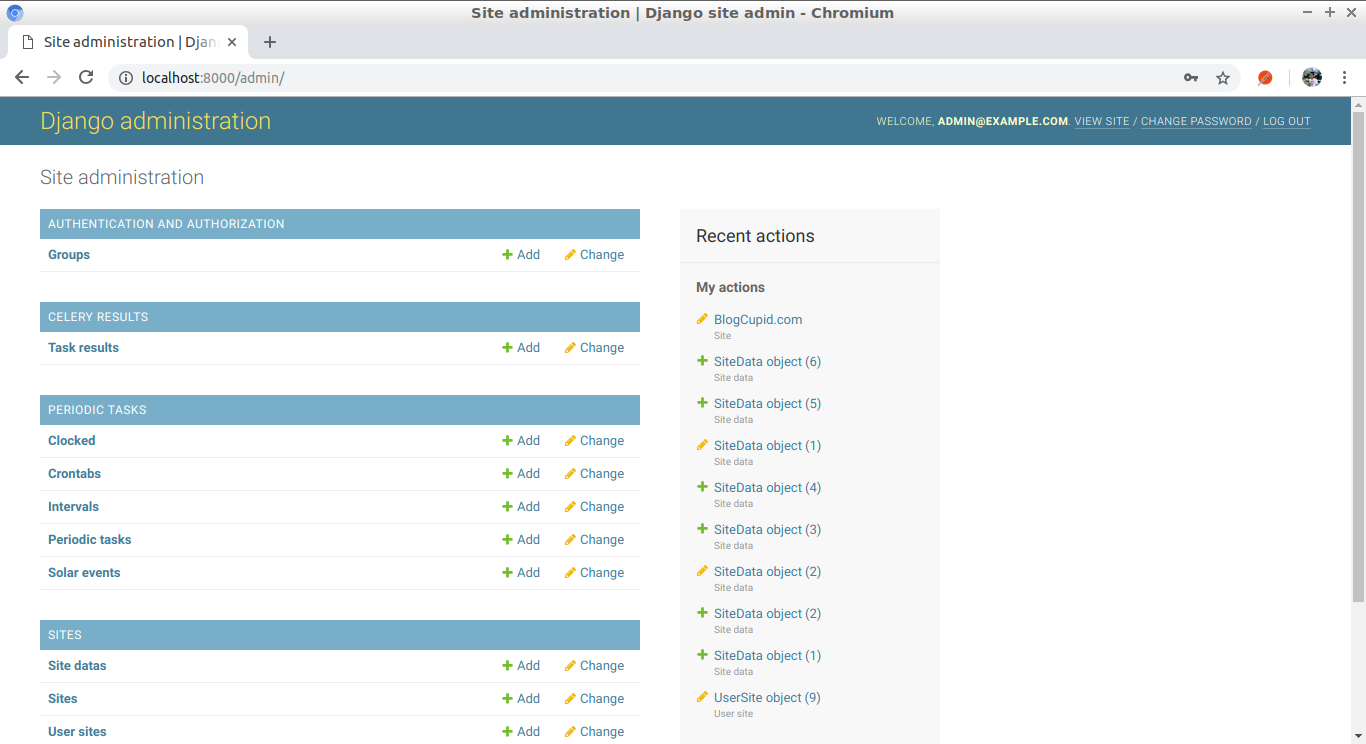 Site administration | Django site admin - Chromium
Site administration | Djan
localhost:8000/admin/
Django administration
WELCOME, ADMIN@EXAMPLE.COM. VIEW SITE / CHANGE PASSWORD / LOG OUT
Site administration
AUTHENTICATION AND AUTHORIZATION
Groups Add Change
CELERY RESULTS
Task results Add Change
PERIODIC TASKS
Clocked Add Change
Crontabs Add Change
Intervals Add Change
Periodic tasks Add Change
Solar events Add Change
SITES
Site datas Add Change
Sites Add Change
User sites Add Change
Recent actions
My actions
BlogCupid.com
Site
SiteData object (6)
Site data
SiteData object (5)
Site data
SiteData object (1)
Site data
SiteData object (4)
Site data
SiteData object (3)
Site data
SiteData object (2)
Site data
SiteData object (2)
Site data
SiteData object (1)
Site data
UserSite object (9)
User site